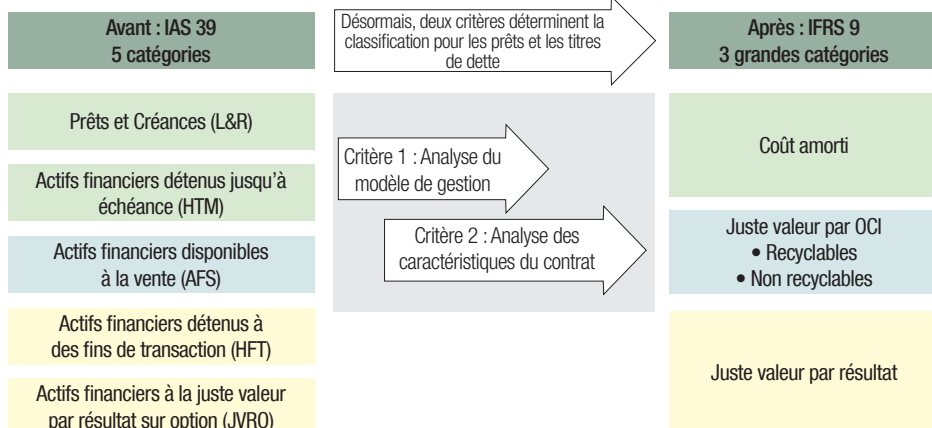 Avant : IAS 39
5 catégories
Désormais, deux critères déterminent la
classification pour les prêts et les titres
de dette
Après : IFRS 9
3 grandes catégories
Prêts et Créances (L&R)
Actifs financiers détenus jusqu’à
échéance (HTM)
Actifs financiers disponibles
à la vente (AFS)
Actifs financiers détenus à
des fins de transaction (HFT)
Actifs financiers à la juste valeur
par résultat sur option (JVRO)
Critère 1 : Analyse du
modèle de gestion
Critère 2 : Analyse des
caractéristiques du contrat
Coût amorti
Juste valeur par OCI
• Recyclables
• Non recyclables
Juste valeur par résultat